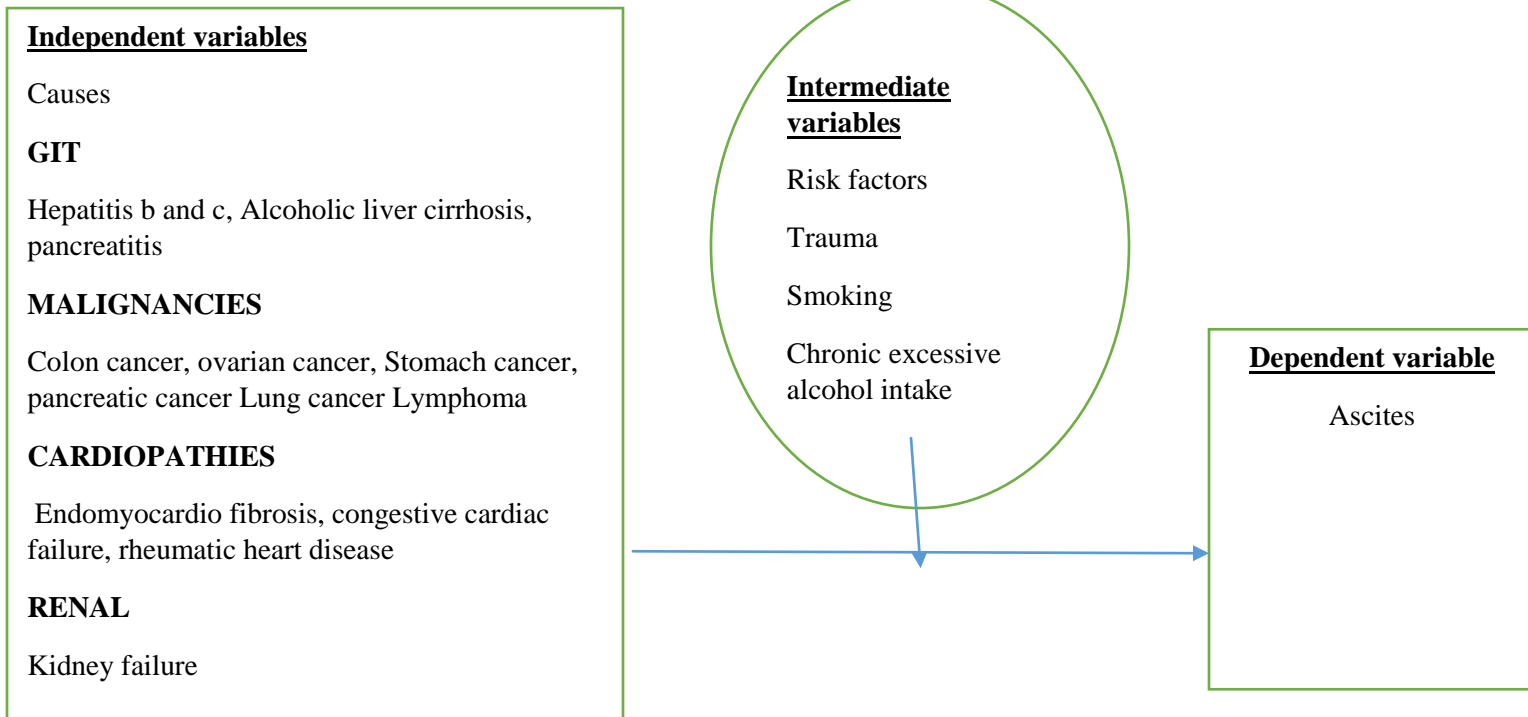 Independent variables
Causes
GIT
Hepatitis b and c, Alcoholic liver cirrhosis,
pancreatitis
MALIGNANCIES
Colon cancer, ovarian cancer, Stomach cancer,
pancreatic cancer Lung cancer Lymphoma
CARDIOPATHIES
Endomyocardio fibrosis, congestive cardiac
failure, rheumatic heart disease
RENAL
Kidney failure
Intermediate
variables
Risk factors
Trauma
Smoking
Chronic excessive
alcohol intake
Dependent variable
Ascites